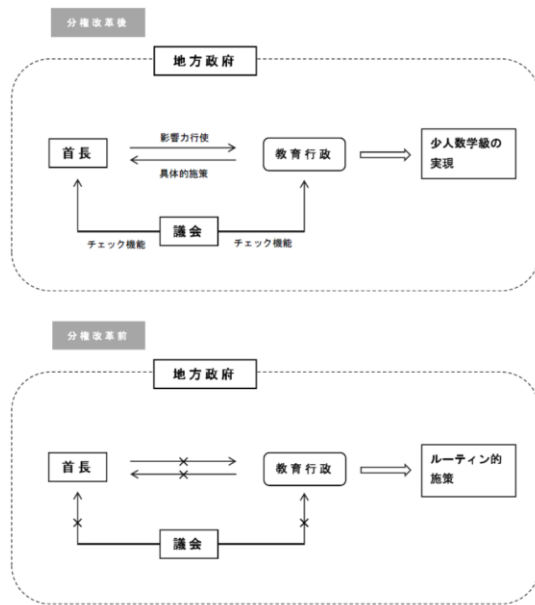 分権改革後
地方政府
影響力行使
首長
教育行政
少人数学級の
実現
具体的施策
議会
チェック機能
チェック機能
分権改革前
地方政府
首長
教育行政
ルーティン的
施策
議会